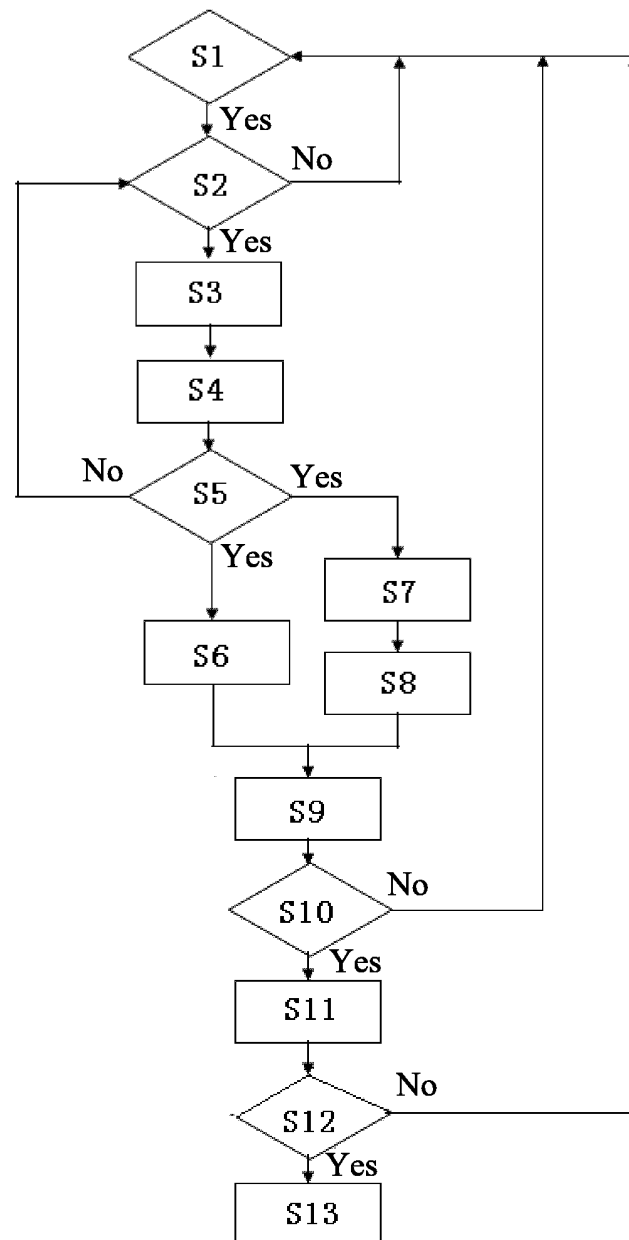 S1
Yes
No
S2
Yes
S3
S4
No
Yes
S5
Yes
S7
S6
S8
S9
No
S10
Yes
S11
No
S12
Yes
S13